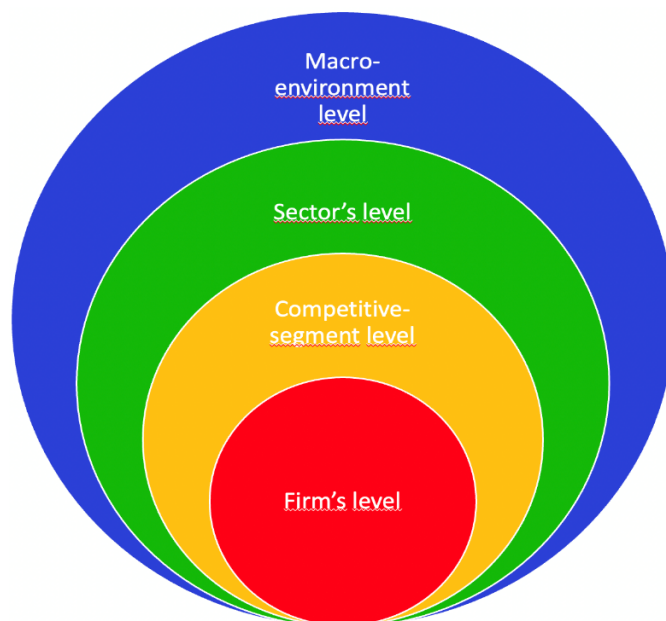 Macro-
environment
level
Sector's level
Competitive-
segment level
Firm's level